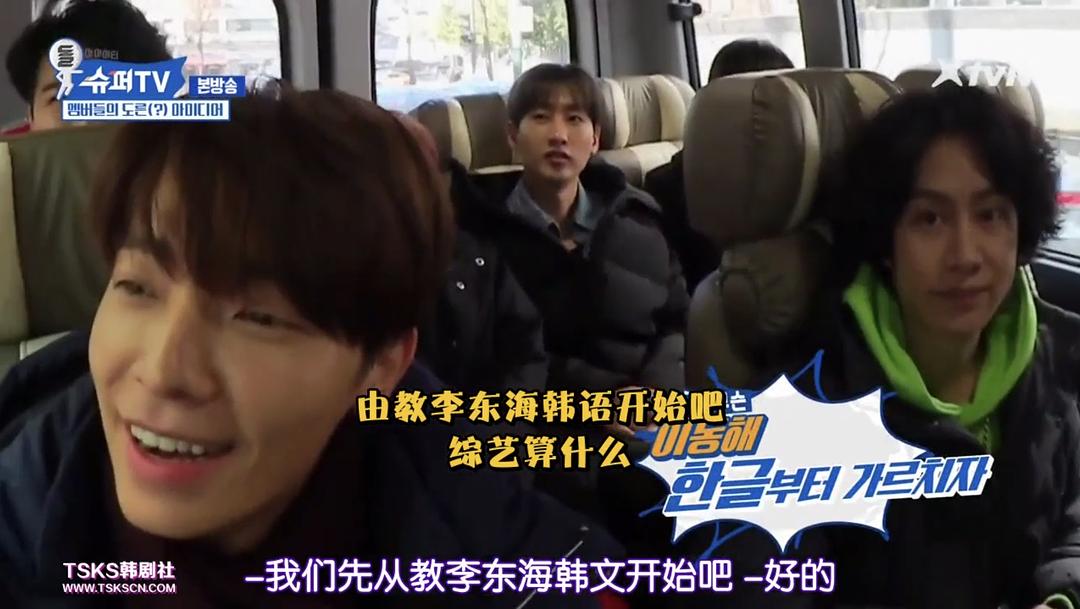 슈퍼TV
본방송
멤버들의 도른(?) 아이디어
XtvN
由教李东海韩语开始吧
综艺算什么
이동해
한글부터 가르치자
TSKS韩剧社
WWW.TSKSCN.COM
-我们先从教李东海韩文开始吧 -好的